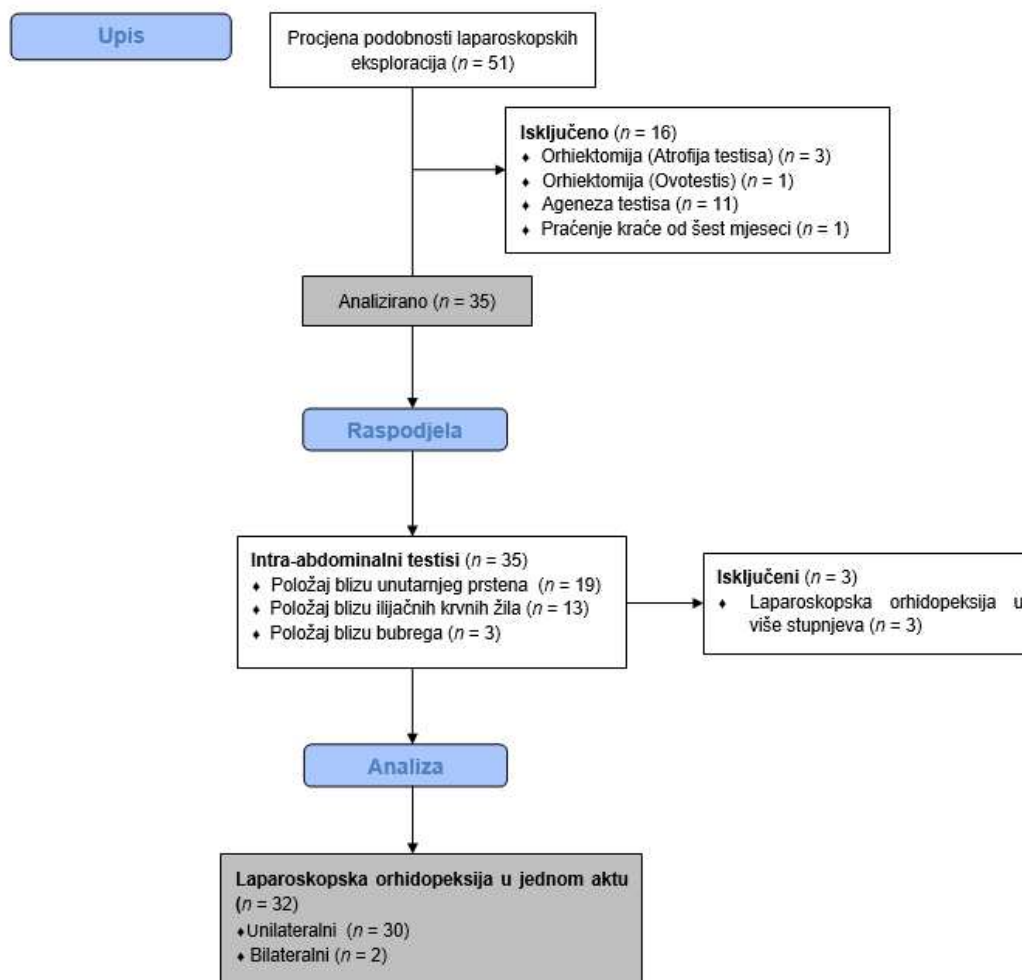 Upis
Procjena podobnosti laparoskopskih
eksploracija (n = 51)
Isključeno (n = 16)
♦ Orhiektomija (Atrofija testisa) (n = 3)
♦ Orhiektomija (Ovotestis) (n = 1)
♦ Ageneza testisa (n = 11)
♦ Praćenje kraće od šest mjeseci (n = 1)
Analizirano (n = 35)
Raspodjela
Intra-abdominalni testisi (n = 35)
♦ Položaj blizu unutarnjeg prstena (n = 19)
♦ Položaj blizu ilijačnih krvnih žila (n = 13)
♦ Položaj blizu bubrega (n = 3)
Isključeni (n = 3)
♦ Laparoskopska orhidopeksija u
više stupnjeva (n = 3)
Analiza
Laparoskopska orhidopeksija u jednom aktu
(n = 32)
♦Unilateralni (n = 30)
♦ Bilateralni (n = 2)